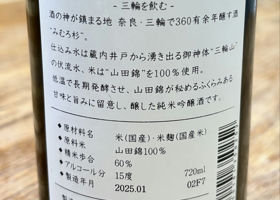 - 三輪を飲む -
酒の神が鎮まる地 奈良・三輪で360有余年醸す酒
"みむろ杉"。
仕込み水は蔵内井戸から湧き出る御神体"三輪山"
の伏流水、米は"山田錦"を100%使用。
低温で長期発酵させ、山田錦が秘めるふくらみある
甘味を意識し、醸した純米吟醸酒です。
◆原材料名 米(国産)・米麹(国産米)
◆原料米 山田錦100%
◆精米歩合 60%
◆アルコール分 15度 720ml
◆製造年月 2025.01 02F7